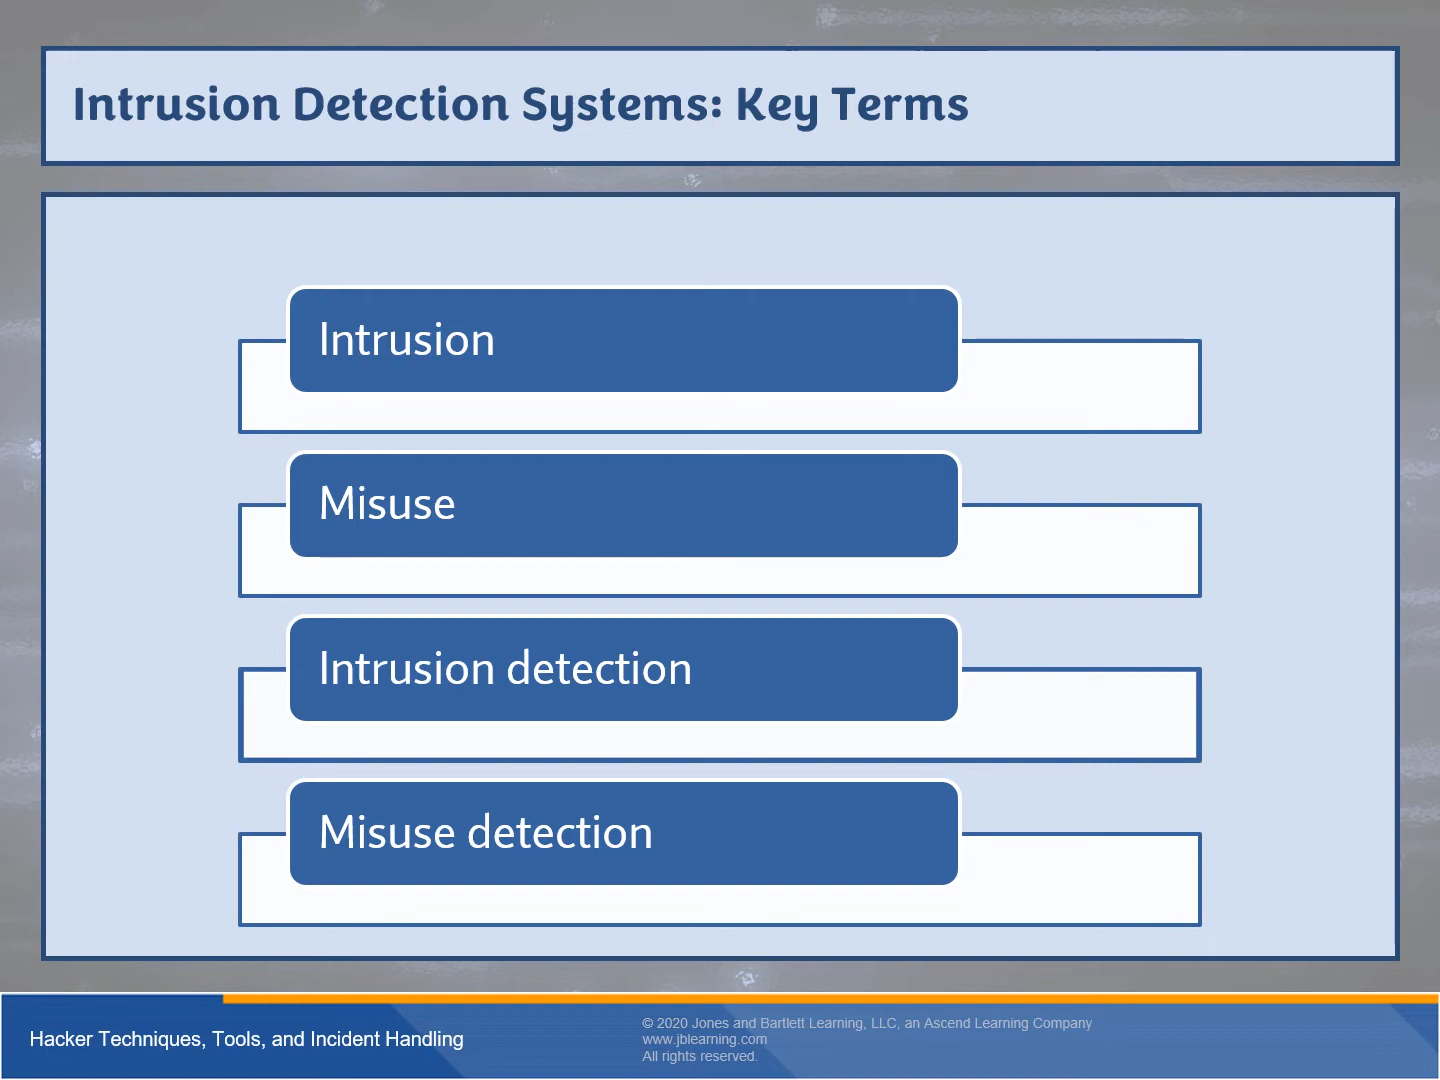 Intrusion Detection Systems: Key Terms
Intrusion
Misuse
Intrusion detection
Misuse detection
Hacker Techniques, Tools, and Incident Handling
© 2020 Jones and Bartlett Learning, LLC, an Ascend Learning Company
www.jblearning.com
All rights reserved.